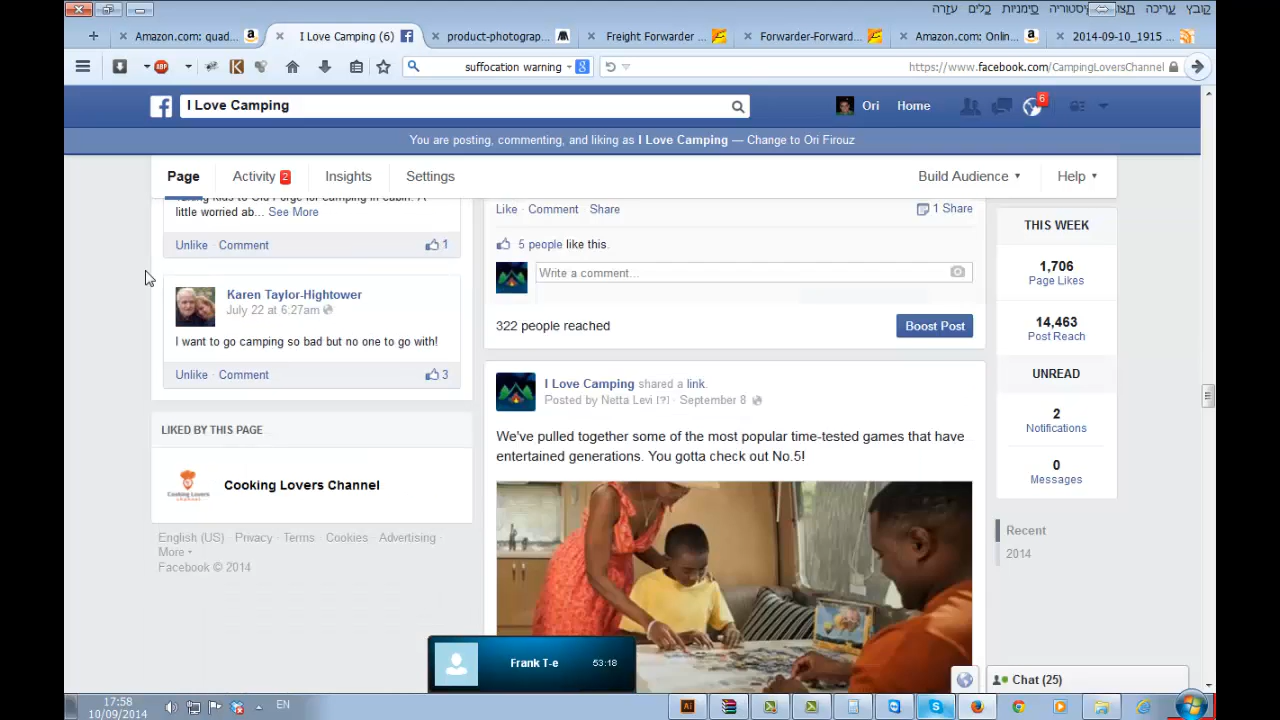 קובץ עריכה תצו יסטוריה סימניות כלים עזרה
Amazon.com: quad...
I Love Camping (6)
product-photograp...
Freight Forwarder ...
Forwarder-Forward...
Amazon.com: Onlin...
2014-09-10_1915 ...
ABP
K
suffocation warning
https://www.facebook.com/CampingLoversChannel
I Love Camping
Ori Home
6
You are posting, commenting, and liking as I Love Camping — Change to Ori Firouz
Page Activity 2 Insights Settings
Build Audience Help
little worried ab... See More
Unlike · Comment 1
Karen Taylor-Hightower
July 22 at 6:27am
I want to go camping so bad but no one to go with!
Unlike · Comment 3
LIKED BY THIS PAGE
Cooking Lovers
Cooking Lovers Channel
English (US) · Privacy · Terms · Cookies · Advertising ·
More
Facebook © 2014
Like · Comment · Share 1 Share
5 people like this.
Write a comment...
322 people reached
Boost Post
I Love Camping shared a link.
Posted by Netta Levi [?] · September 8
We've pulled together some of the most popular time-tested games that have
entertained generations. You gotta check out No.5!
THIS WEEK
1,706
Page Likes
14,463
Post Reach
UNREAD
2
Notifications
0
Messages
Recent
2014
Frank T-e 53:18
Chat (25)
17:58
10/09/2014
EN
Ai